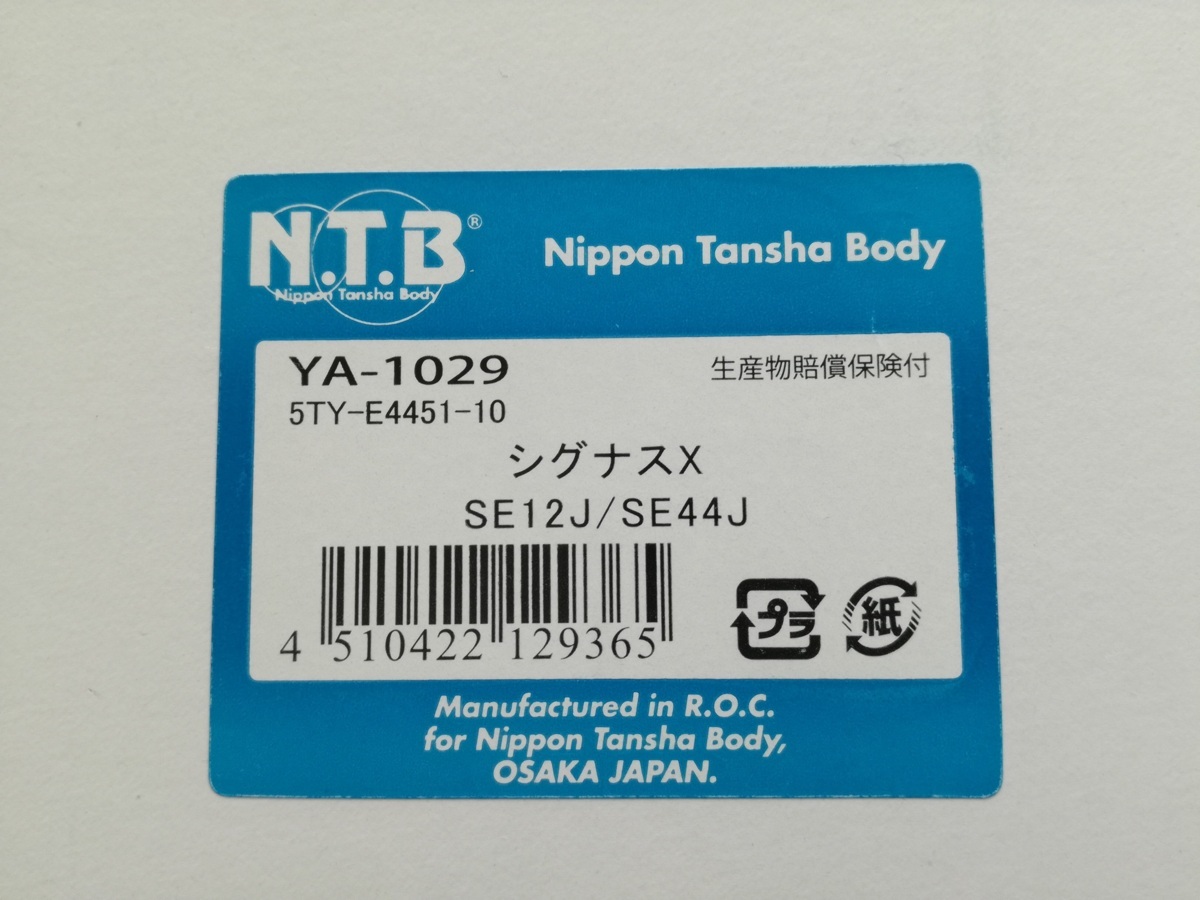 N.T.B®
Nippon Tansha Body
Nippon Tansha Body
YA-1029
生産物賠償保険付
5TY-E4451-10
シグナスX
SE12J/SE44J
4 510422 129365
プラ
紙
Manufactured in R.O.C.
for Nippon Tansha Body,
OSAKA JAPAN.